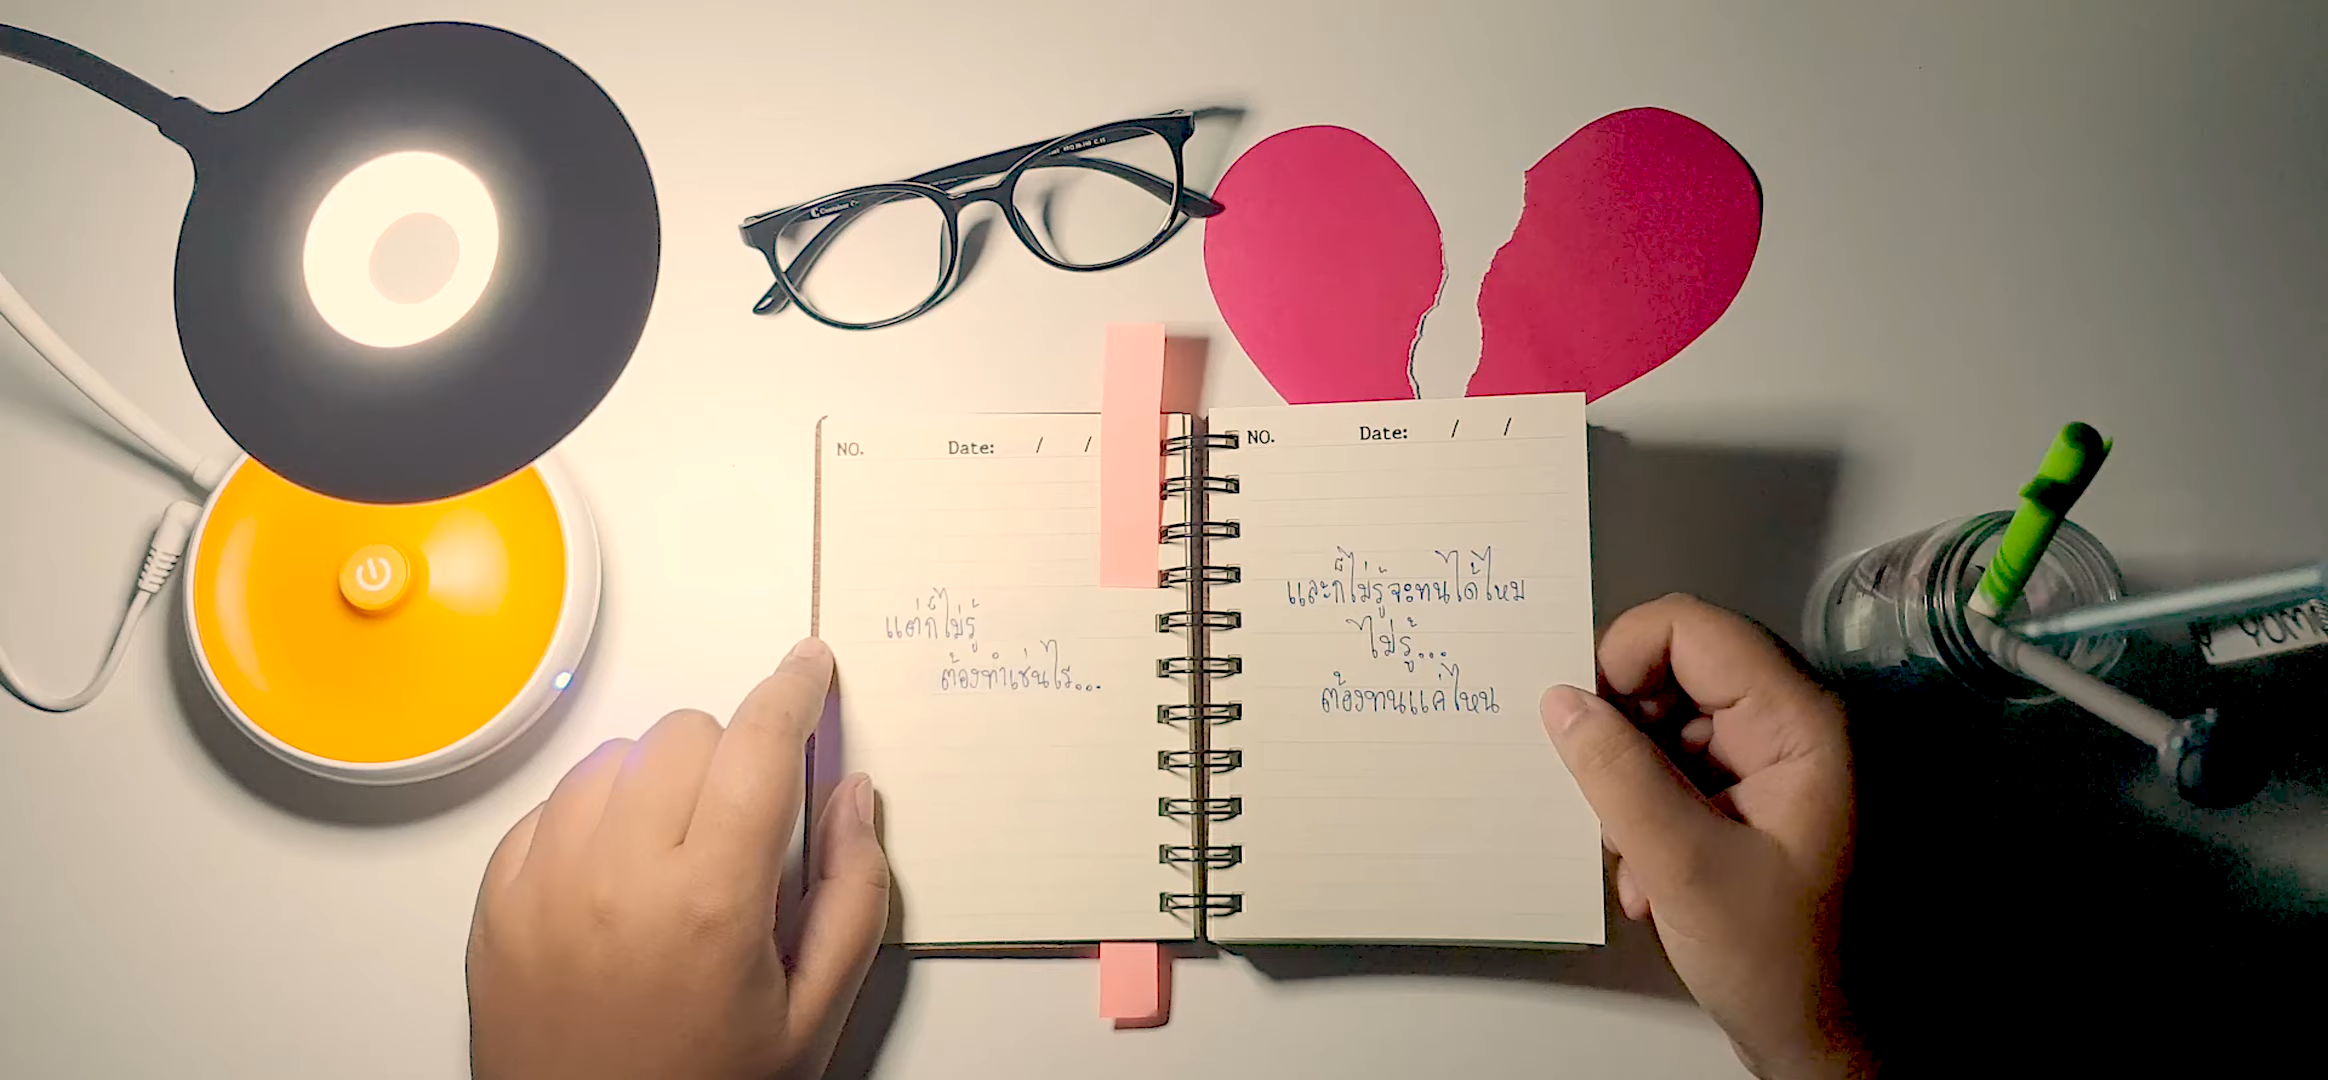 NO. Date: / /
แต่ก็ไม่รู้
ต้องทำเช่นไร...
NO. Date: / /
และก็ไม่รู้จะทนได้ไหม
ไม่รู้...
ต้องทนแค่ไหน